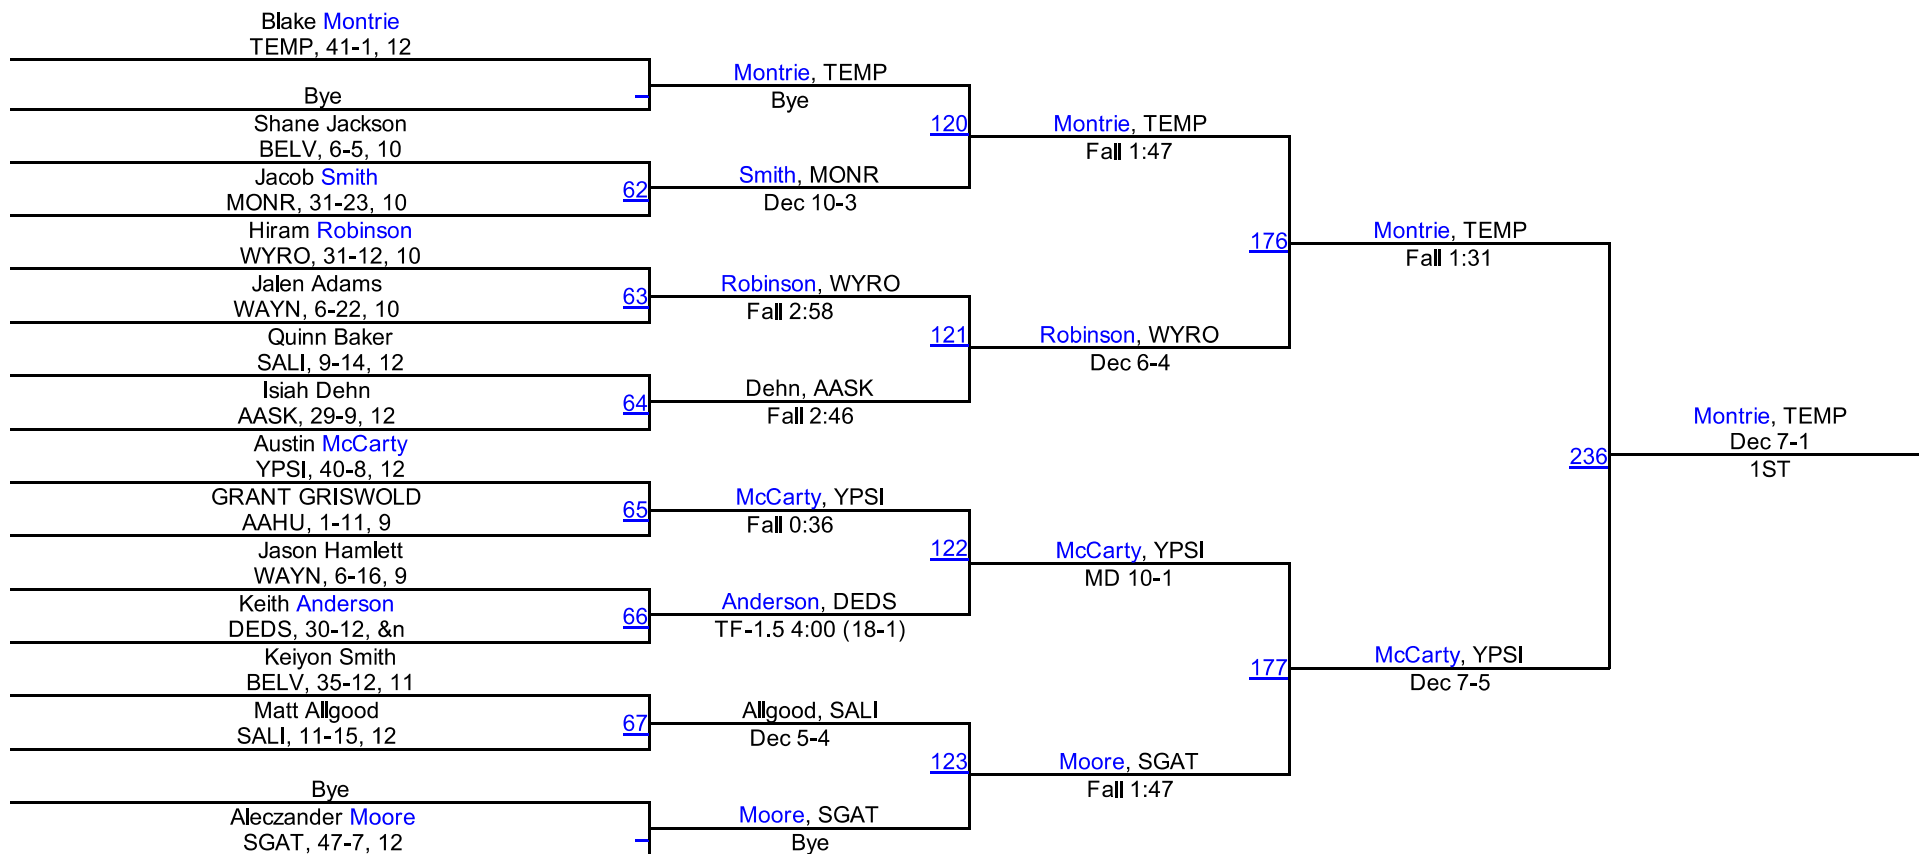 Blake Montrie
TEMP, 41-1, 12
Bye
Shane Jackson
BELV, 6-5, 10
Jacob Smith
MONR, 31-23, 10
62
Hiram Robinson
WYRO, 31-12, 10
Jalen Adams
WAYN, 6-22, 10
63
Quinn Baker
SALI, 9-14, 12
Isiah Dehn
AASK, 29-9, 12
64
Austin McCarty
YPSI, 40-8, 12
GRANT GRISWOLD
AAHU, 1-11, 9
65
Jason Hamlett
WAYN, 6-16, 9
Keith Anderson
DEDS, 30-12, &n
66
Keiyon Smith
BELV, 35-12, 11
Matt Allgood
SALI, 11-15, 12
67
Bye
Aleczander Moore
SGAT, 47-7, 12
Montrie, TEMP
Bye
120
Smith, MONR
Dec 10-3
Robinson, WYRO
Fall 2:58
121
Dehn, AASK
Fall 2:46
McCarty, YPSI
Fall 0:36
122
Anderson, DEDS
TF-1.5 4:00 (18-1)
Allgood, SALI
Dec 5-4
123
Moore, SGAT
Bye
Montrie, TEMP
Fall 1:47
176
Robinson, WYRO
Dec 6-4
McCarty, YPSI
MD 10-1
177
Moore, SGAT
Fall 1:47
Montrie, TEMP
Fall 1:31
236
McCarty, YPSI
Dec 7-5
Montrie, TEMP
Dec 7-1
1ST